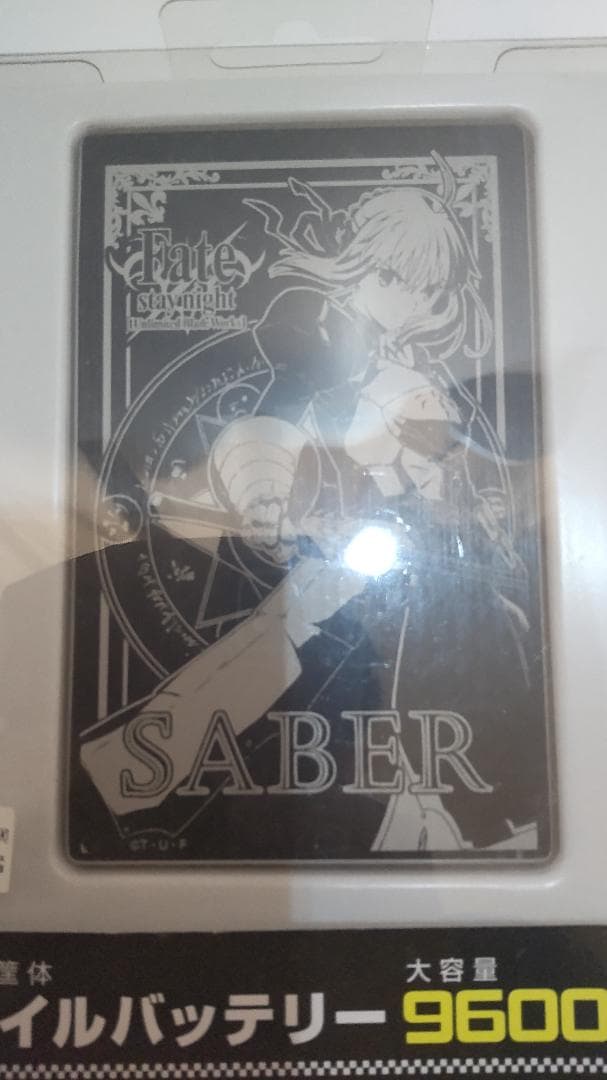 Fate
stay night
[Unlimited Blade Works]
SABER
©T・U・F
筐体
大容量
イルバッテリー 9600